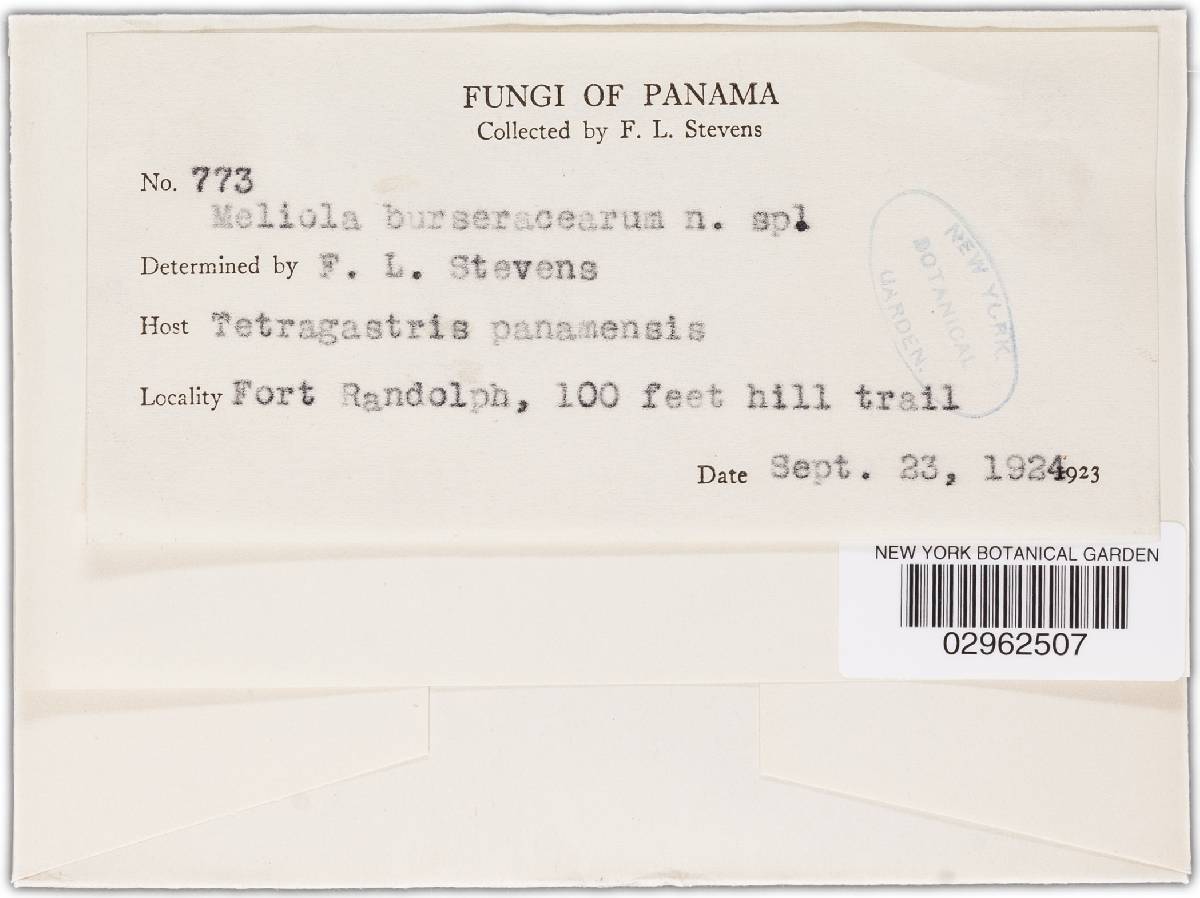 FUNGI OF PANAMA
Collected by F. L. Stevens
No. 773
Meliola burseracearum n. spl
Determined by F. L. Stevens
Host Tetragastris panamensis
Locality Fort Randolph, 100 feet hill trail
Date Sept. 23, 1924 1923
NEW YORK
BOTANICAL
GARDEN.
NEW YORK BOTANICAL GARDEN
02962507